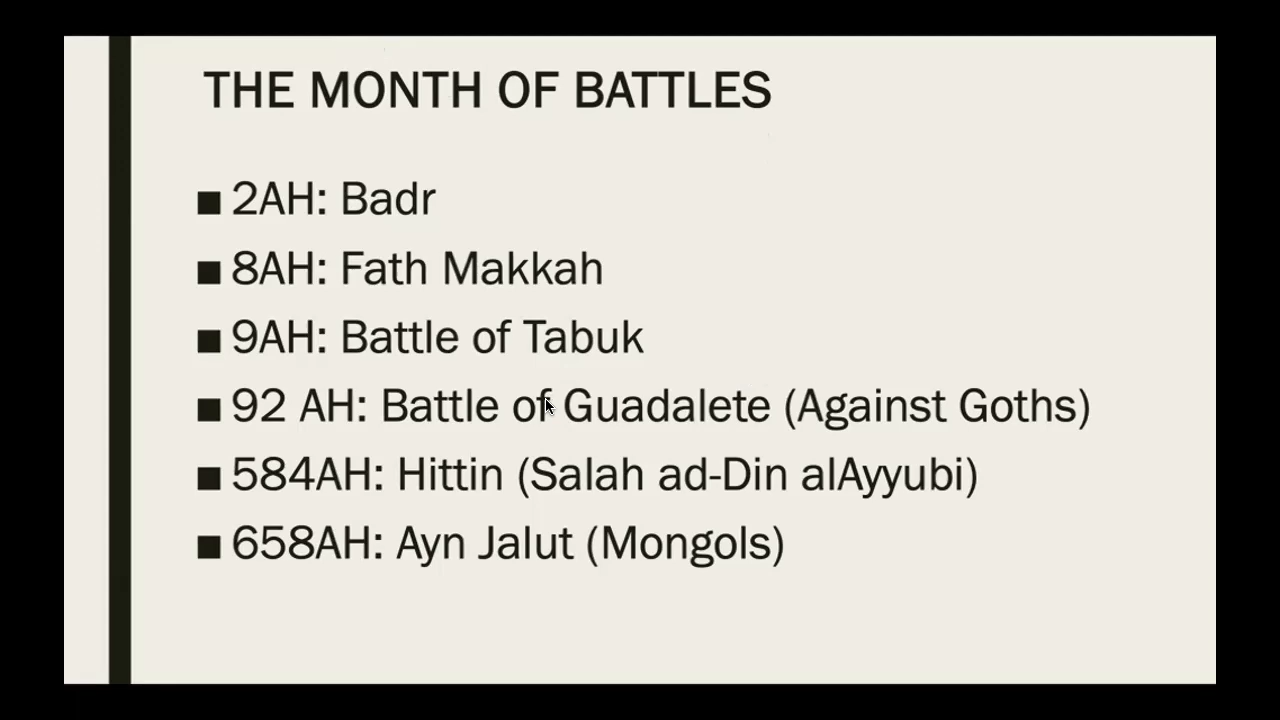 THE MONTH OF BATTLES
■ 2AH: Badr
■ 8AH: Fath Makkah
■ 9AH: Battle of Tabuk
■ 92 AH: Battle of Guadalete (Against Goths)
■ 584AH: Hittin (Salah ad-Din alAyyubi)
■ 658AH: Ayn Jalut (Mongols)